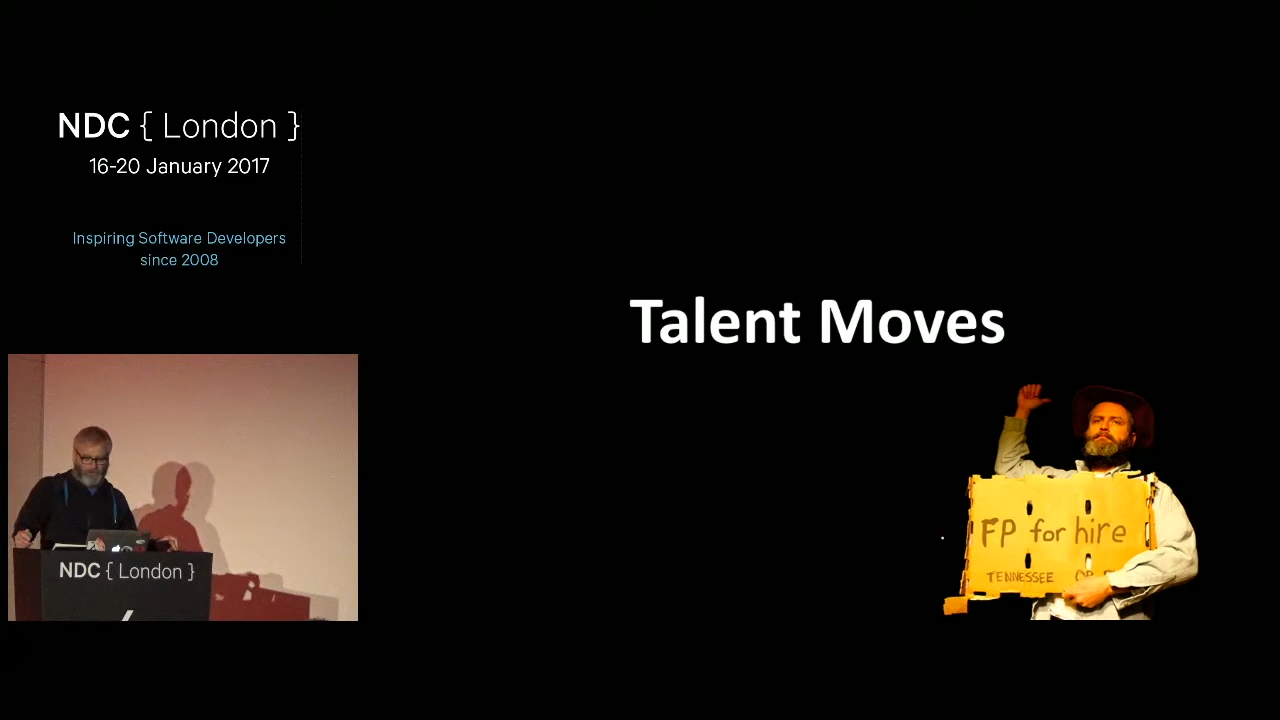 NDC { London }
16-20 January 2017
Inspiring Software Developers
since 2008
Talent Moves
FP for hire
TENNESSEE
NDC { London }